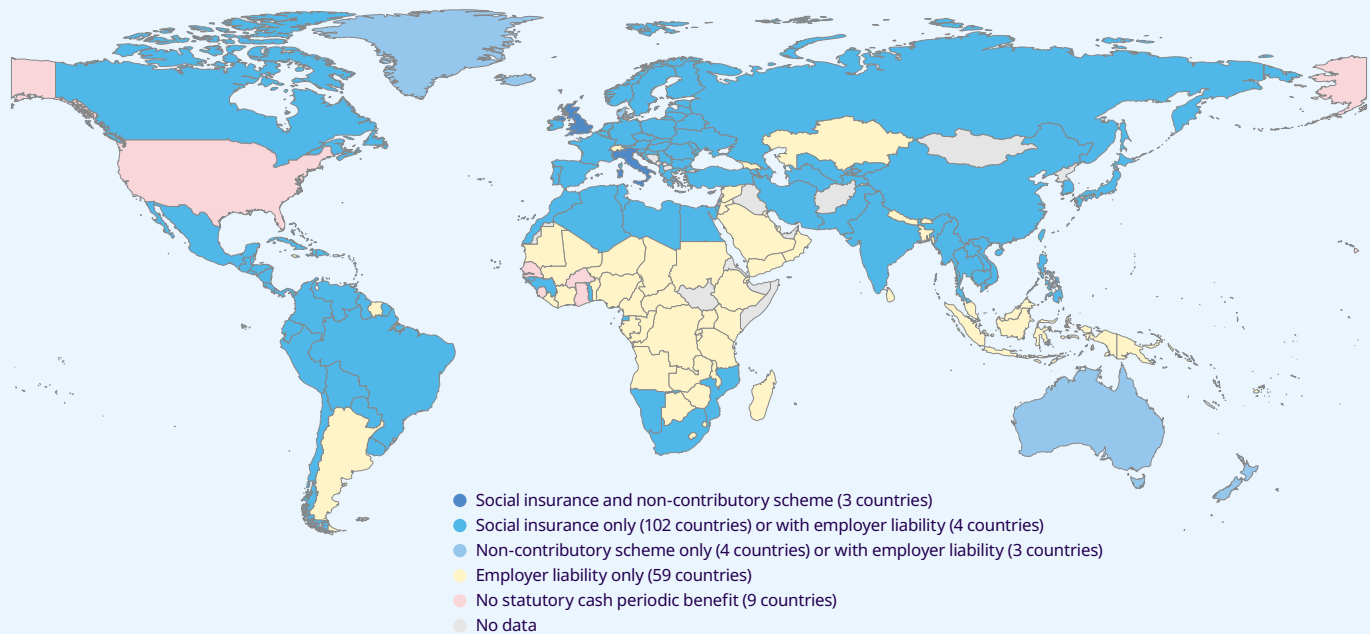 Social insurance and non-contributory scheme (3 countries)
Social insurance only (102 countries) or with employer liability (4 countries)
Non-contributory scheme only (4 countries) or with employer liability (3 countries)
Employer liability only (59 countries)
No statutory cash periodic benefit (9 countries)
No data